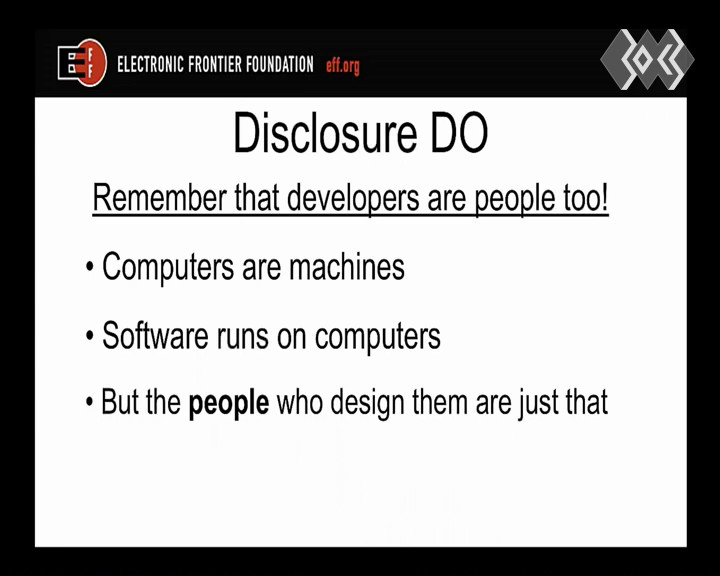 ELECTRONIC FRONTIER FOUNDATION eff.org
Disclosure DO
Remember that developers are people too!
• Computers are machines
• Software runs on computers
• But the people who design them are just that